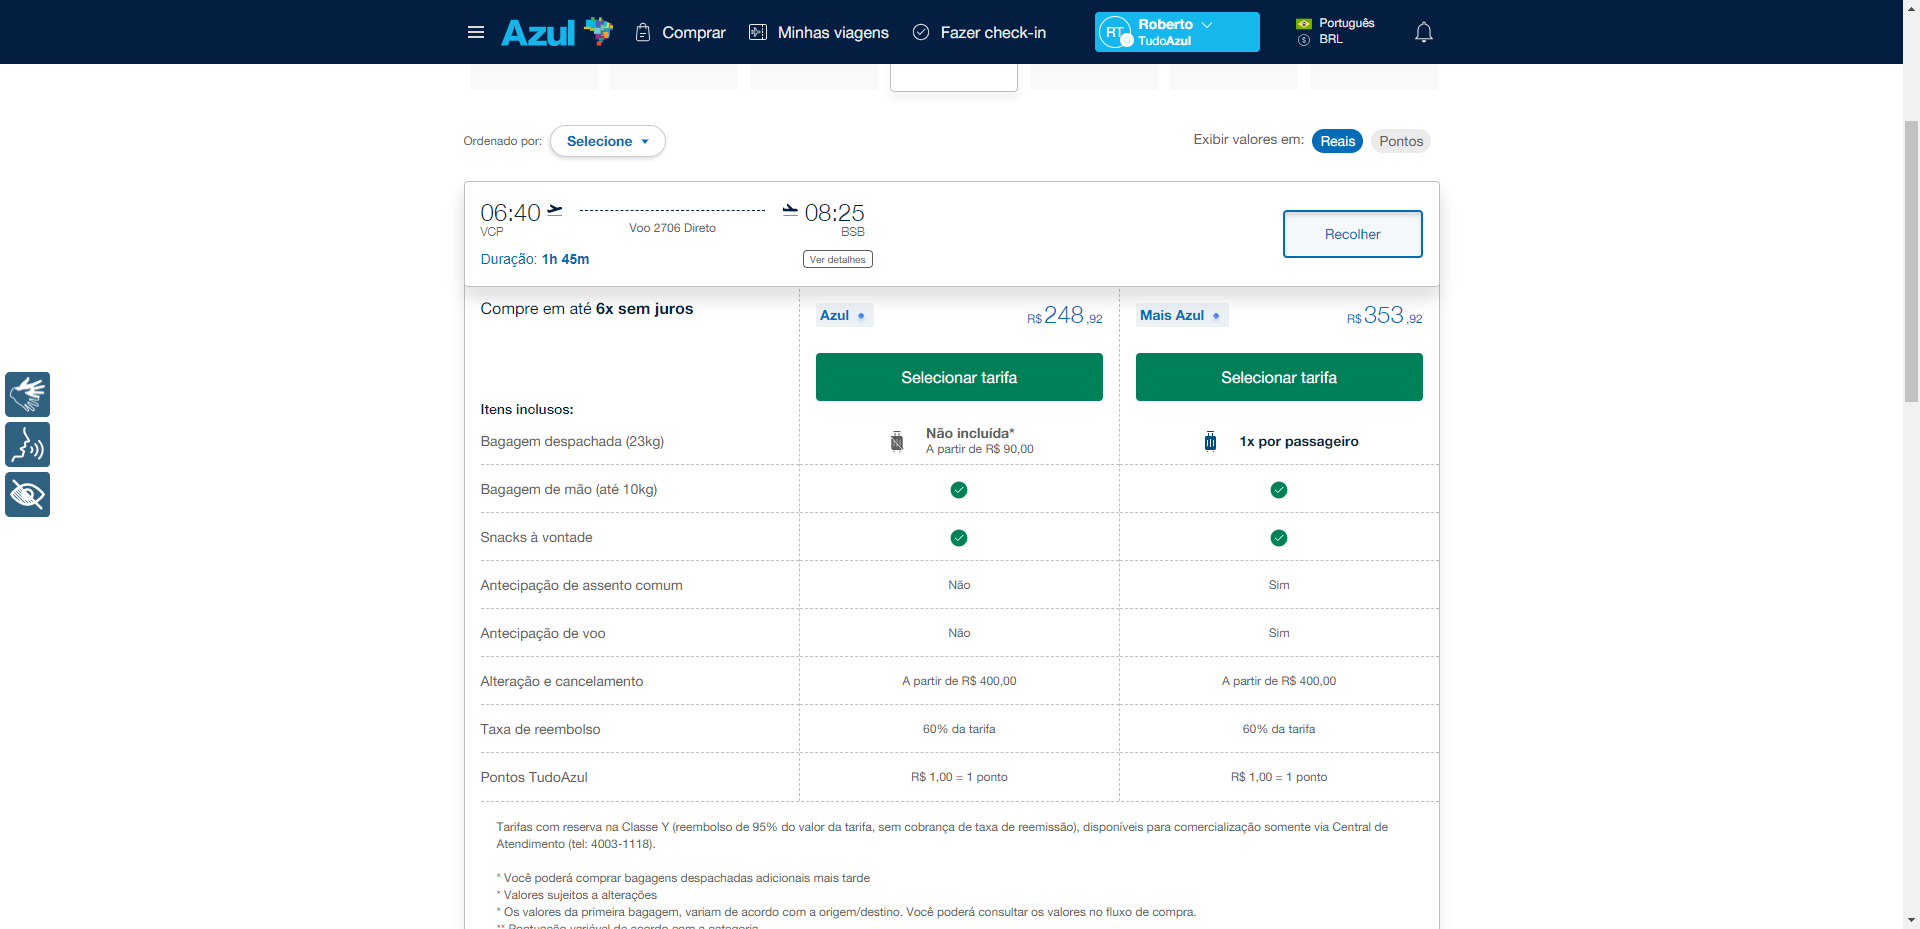 Azul
Comprar
Minhas viagens
Fazer check-in
RT
Roberto
TudoAzul
Português
BRL
Ordenado por:
Selecione
Exibir valores em:
Reais
Pontos
06:40
08:25
VCP
Voo 2706 Direto
BSB
Duração: 1h 45m
Ver detalhes
Recolher
Compre em até 6x sem juros
Azul
R$248,92
Mais Azul
R$353,92
Selecionar tarifa
Selecionar tarifa
Itens inclusos:
Bagagem despachada (23kg)
Não incluída*
A partir de R$ 90,00
1x por passageiro
Bagagem de mão (até 10kg)
Snacks à vontade
Antecipação de assento comum
Não
Sim
Antecipação de voo
Não
Sim
Alteração e cancelamento
A partir de R$ 400,00
A partir de R$ 400,00
Taxa de reembolso
60% da tarifa
60% da tarifa
Pontos TudoAzul
R$ 1,00 = 1 ponto
R$ 1,00 = 1 ponto
Tarifas com reserva na Classe Y (reembolso de 95% do valor da tarifa, sem cobrança de taxa de reemissão), disponíveis para comercialização somente via Central de
Atendimento (tel: 4003-1118).
* Você poderá comprar bagagens despachadas adicionais mais tarde
* Valores sujeitos a alterações
* Os valores da primeira bagagem, variam de acordo com a origem/destino. Você poderá consultar os valores no fluxo de compra.
** Pontuação variável de acordo com a categoria